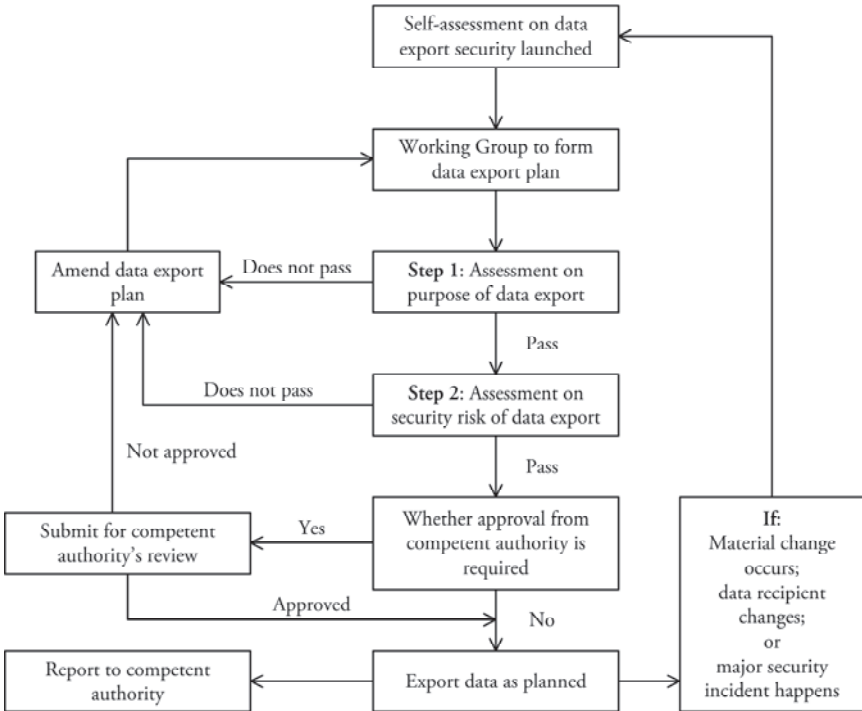 Self-assessment on data
export security launched
Working Group to form
data export plan
Amend data export
plan
Does not pass
Step 1: Assessment on
purpose of data export
Pass
Does not pass
Step 2: Assessment on
security risk of data export
Not approved
Pass
Submit for competent
authority’s review
Yes
Whether approval from
competent authority is
required
If:
Material change
occurs;
data recipient
changes;
or
major security
incident happens
Approved
No
Report to competent
authority
Export data as planned